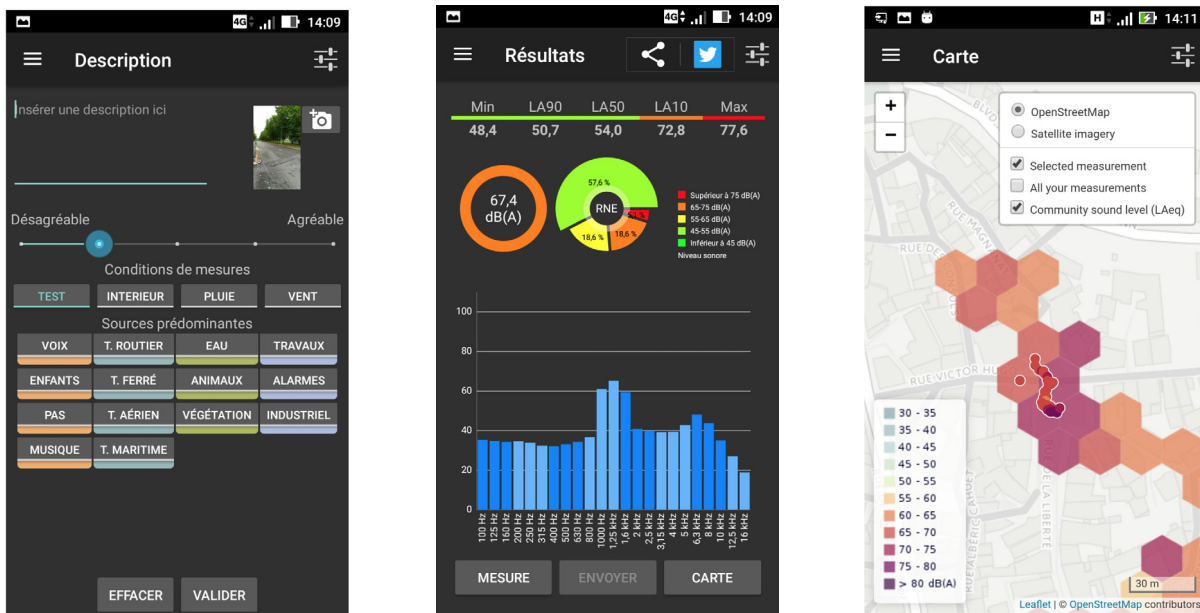 4G 14:09
Description
Insérer une description ici
Désagréable Agréable
Conditions de mesures
TEST INTERIEUR PLUIE VENT
Sources prédominantes
VOIX T. ROUTIER EAU TRAVAUX
ENFANTS T. FERRÉ ANIMAUX ALARMES
PAS T. AÉRIEN VÉGÉTATION INDUSTRIEL
MUSIQUE T. MARITIME
EFFACER VALIDER
4G 14:09
Résultats
Min LA90 LA50 LA10 Max
48,4 50,7 54,0 72,8 77,6
67,4
dB(A)
57,6 %
RNE
18,6 %
18,6 %
Supérieur à 75 dB(A)
65-75 dB(A)
55-65 dB(A)
45-55 dB(A)
Inférieur à 45 dB(A)
Niveau sonore
100
80
60
40
20
0
100 Hz
125 Hz
160 Hz
200 Hz
250 Hz
315 Hz
400 Hz
500 Hz
630 Hz
800 Hz
1000 Hz
1,25 kHz
1,6 kHz
2 kHz
2,5 kHz
3,15 kHz
4 kHz
5 kHz
6,3 kHz
8 kHz
10 kHz
12,5 kHz
16 kHz
MESURE ENVOYER CARTE
H 14:11
Carte
+
−
OpenStreetMap
Satellite imagery
Selected measurement
All your measurements
Community sound level (LAeq)
RUE VICTOR HU
DE LA LIBERTÉ
30 - 35
35 - 40
40 - 45
45 - 50
50 - 55
55 - 60
60 - 65
65 - 70
70 - 75
75 - 80
> 80 dB(A)
30 m
Leaflet | © OpenStreetMap contributors